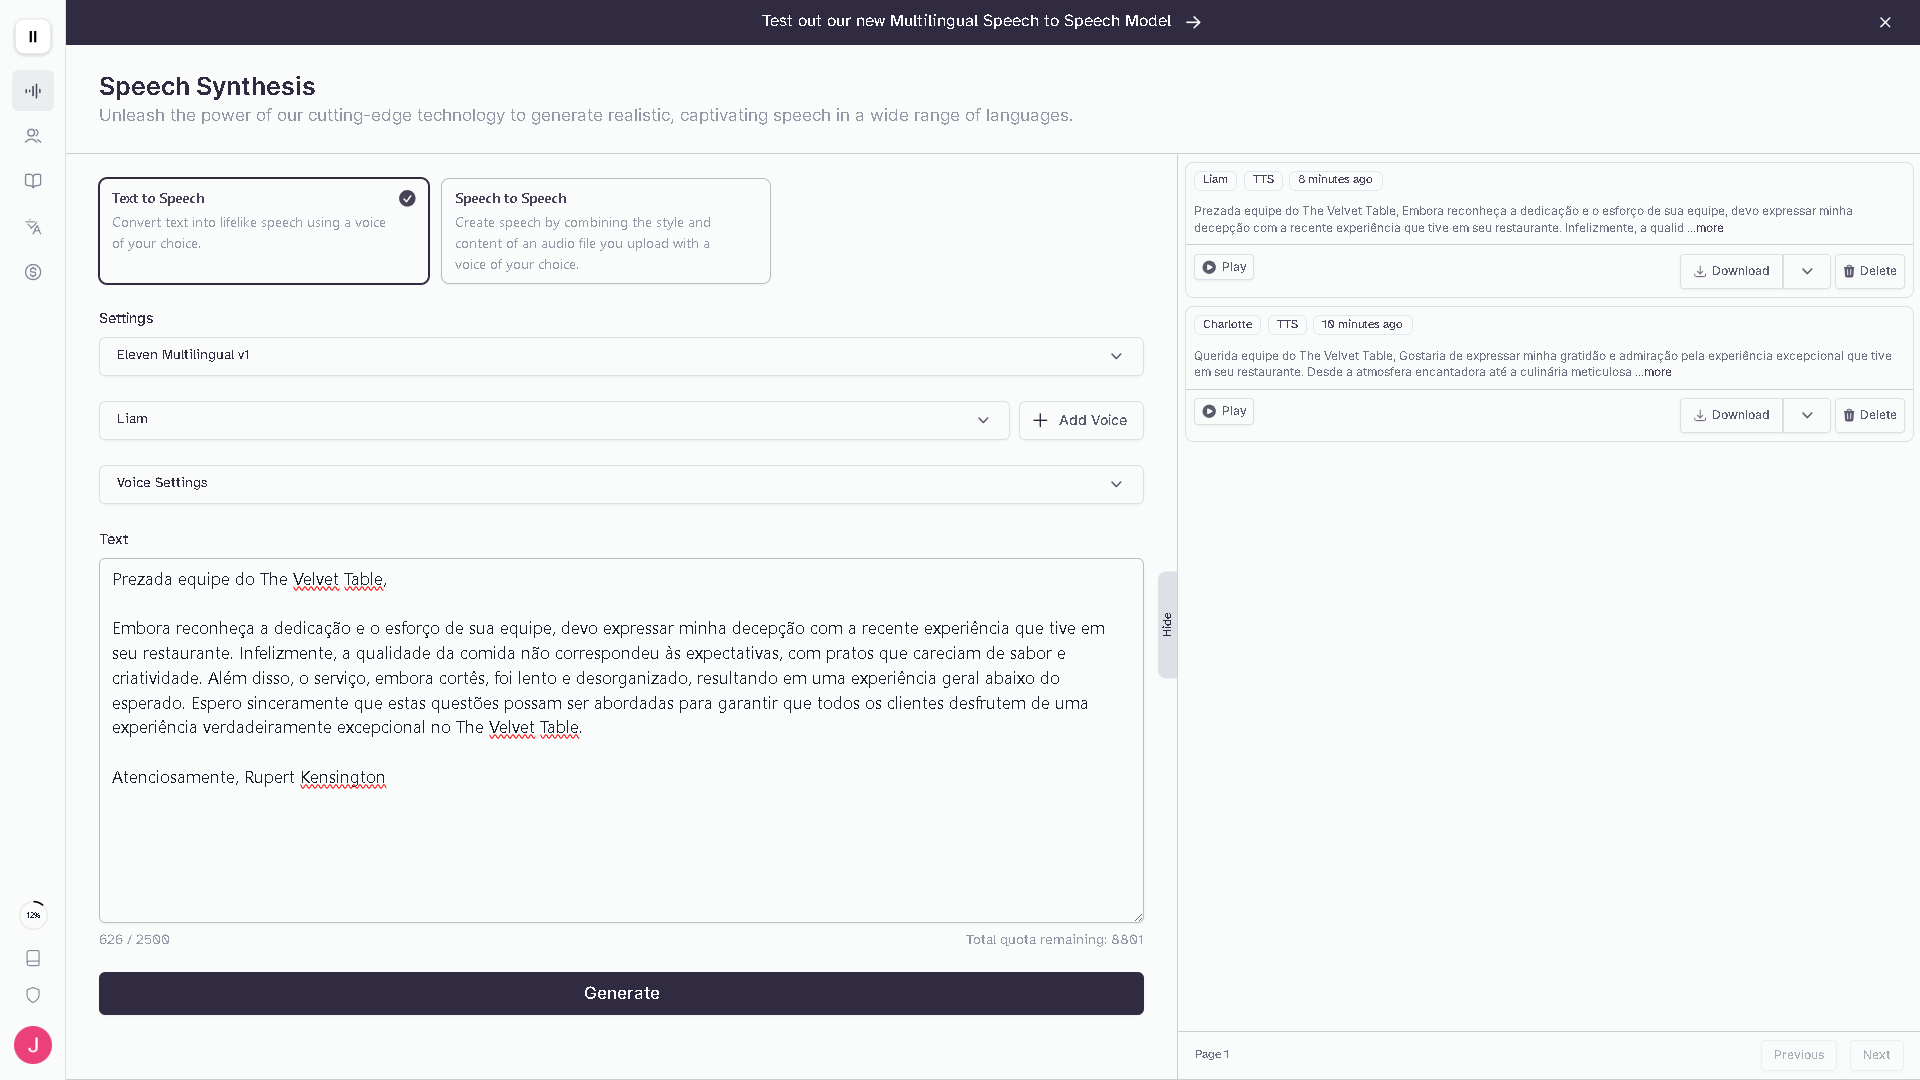 Test out our new Multilingual Speech to Speech Model →
Speech Synthesis
Unleash the power of our cutting-edge technology to generate realistic, captivating speech in a wide range of languages.
Text to Speech
Convert text into lifelike speech using a voice
of your choice.
Speech to Speech
Create speech by combining the style and
content of an audio file you upload with a
voice of your choice.
Settings
Eleven Multilingual v1
Liam
Add Voice
Voice Settings
Text
Prezada equipe do The Velvet Table,
Embora reconheça a dedicação e o esforço de sua equipe, devo expressar minha decepção com a recente experiência que tive em
seu restaurante. Infelizmente, a qualidade da comida não correspondeu às expectativas, com pratos que careciam de sabor e
criatividade. Além disso, o serviço, embora cortês, foi lento e desorganizado, resultando em uma experiência geral abaixo do
esperado. Espero sinceramente que estas questões possam ser abordadas para garantir que todos os clientes desfrutem de uma
experiência verdadeiramente excepcional no The Velvet Table.
Atenciosamente, Rupert Kensington
626 / 2500
Total quota remaining: 8801
Generate
Hide
Liam TTS 8 minutes ago
Prezada equipe do The Velvet Table, Embora reconheça a dedicação e o esforço de sua equipe, devo expressar minha
decepção com a recente experiência que tive em seu restaurante. Infelizmente, a qualid ...more
Play
Download
Delete
Charlotte TTS 10 minutes ago
Querida equipe do The Velvet Table, Gostaria de expressar minha gratidão e admiração pela experiência excepcional que tive
em seu restaurante. Desde a atmosfera encantadora até a culinária meticulosa ...more
Play
Download
Delete
Page 1
Previous
Next
12%
J